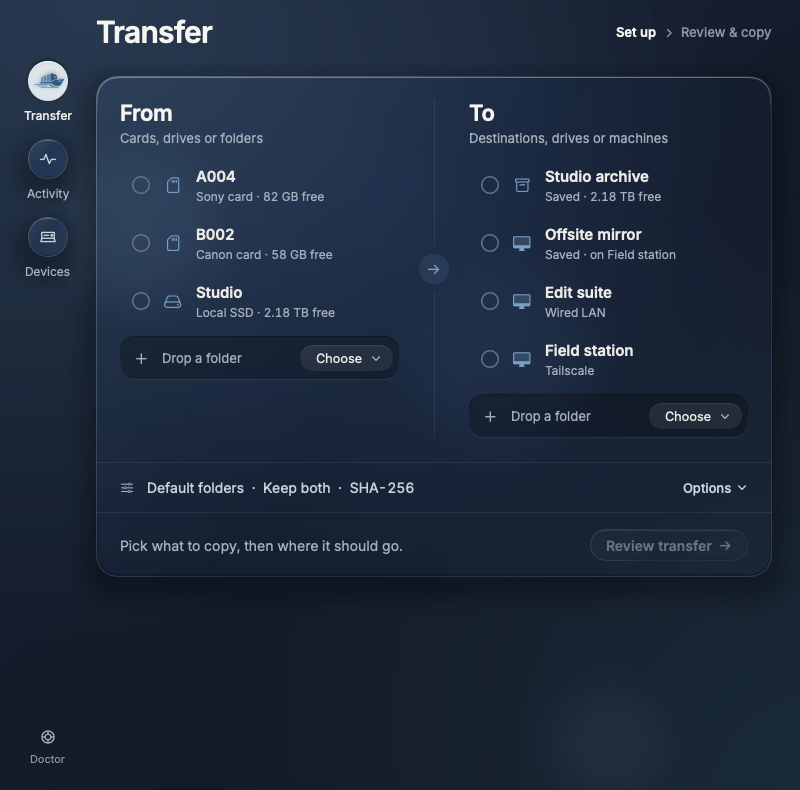 Transfer
Set up > Review & copy
Transfer
Activity
Devices
From
Cards, drives or folders
A004
Sony card · 82 GB free
B002
Canon card · 58 GB free
Studio
Local SSD · 2.18 TB free
Drop a folder
Choose
To
Destinations, drives or machines
Studio archive
Saved · 2.18 TB free
Offsite mirror
Saved · on Field station
Edit suite
Wired LAN
Field station
Tailscale
Drop a folder
Choose
Default folders · Keep both · SHA-256
Options
Pick what to copy, then where it should go.
Review transfer →
Doctor